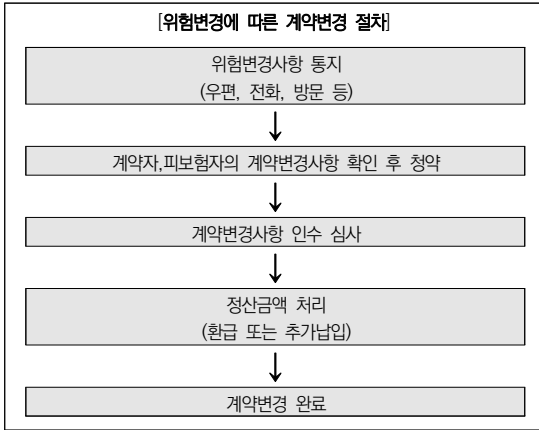 [위험변경에 따른 계약변경 절차]
위험변경사항 통지
(우편, 전화, 방문 등)
계약자,피보험자의 계약변경사항 확인 후 청약
계약변경사항 인수 심사
정산금액 처리
(환급 또는 추가납입)
계약변경 완료